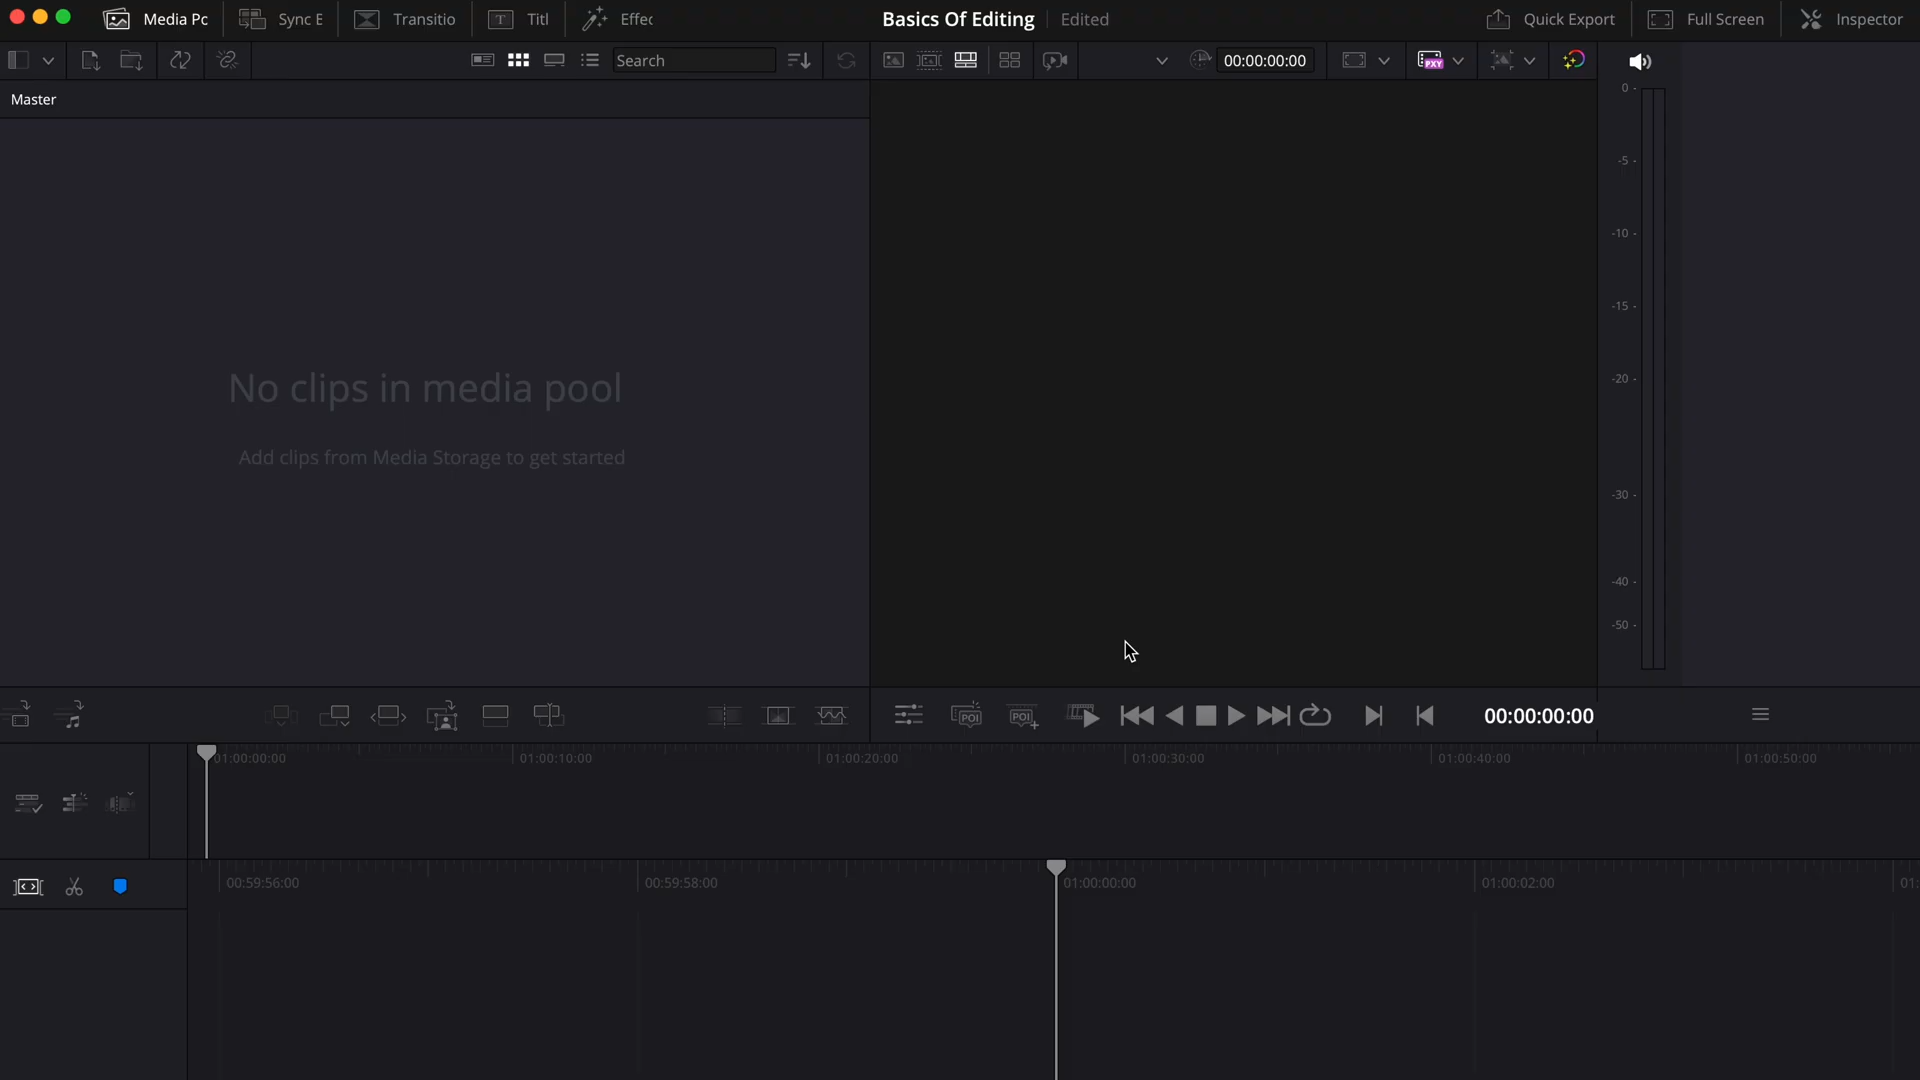 Media Po
Sync E
Transitio
Titl
Effec
Basics Of Editing
Edited
Quick Export
Full Screen
Inspector
Search
00:00:00:00
PXY
Master
0
-5
-10
-15
-20
-30
-40
-50
No clips in media pool
Add clips from Media Storage to get started
POI
POI
00:00:00:00
01:00:00:00
01:00:10:00
01:00:20:00
01:00:30:00
01:00:40:00
01:00:50:00
00:59:56:00
00:59:58:00
01:00:00:00
01:00:02:00
01: